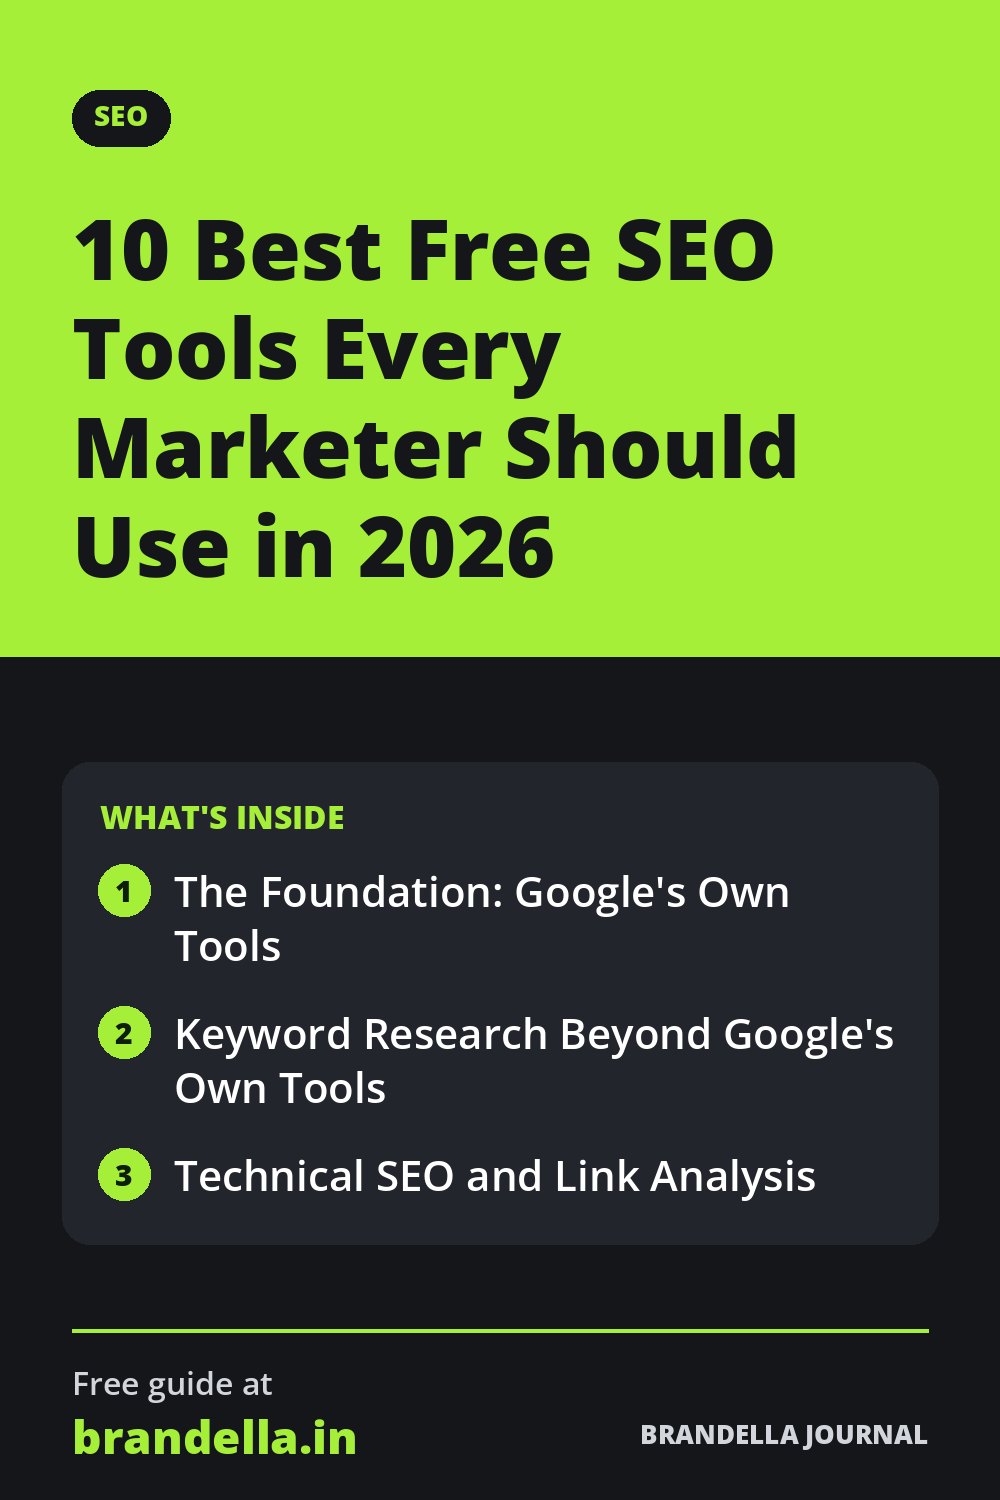 SEO
10 Best Free SEO
Tools Every
Marketer Should
Use in 2026
WHAT'S INSIDE
1 The Foundation: Google's Own
Tools
2 Keyword Research Beyond Google's
Own Tools
3 Technical SEO and Link Analysis
Free guide at
brandella.in
BRANDELLA JOURNAL